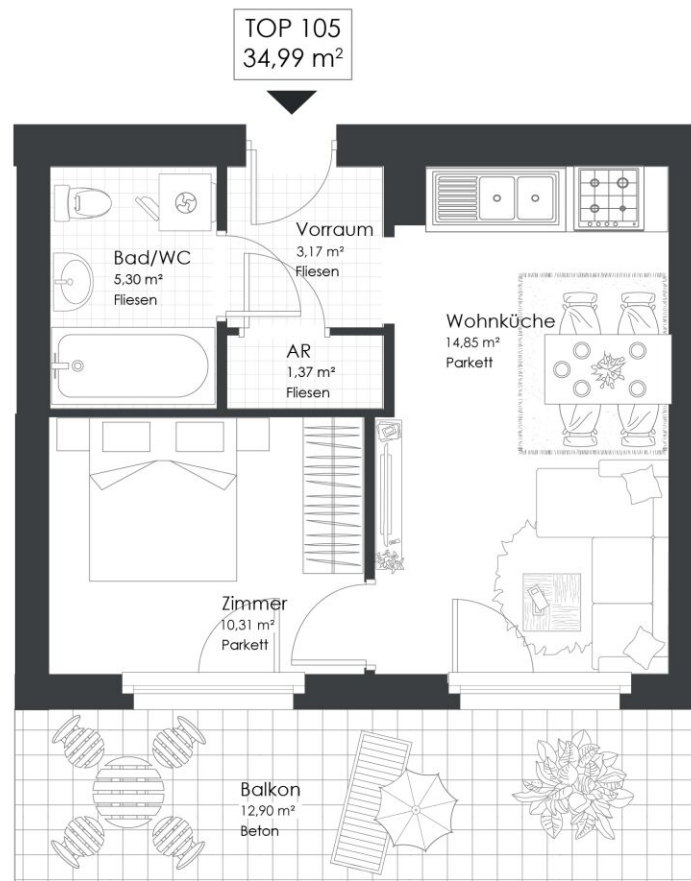 TOP 105
34,99 m²
Vorraum
3,17 m²
Fliesen
Bad/WC
5,30 m²
Fliesen
Wohnküche
14,85 m²
Parkett
AR
1,37 m²
Fliesen
Zimmer
10,31 m²
Parkett
Balkon
12,90 m²
Beton